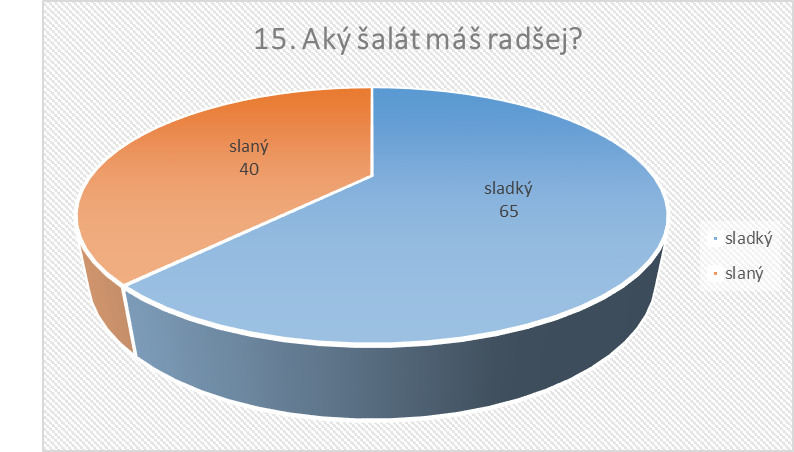 15. Aký šalát máš radšej?
slaný
40
sladký
65
sladký
slaný